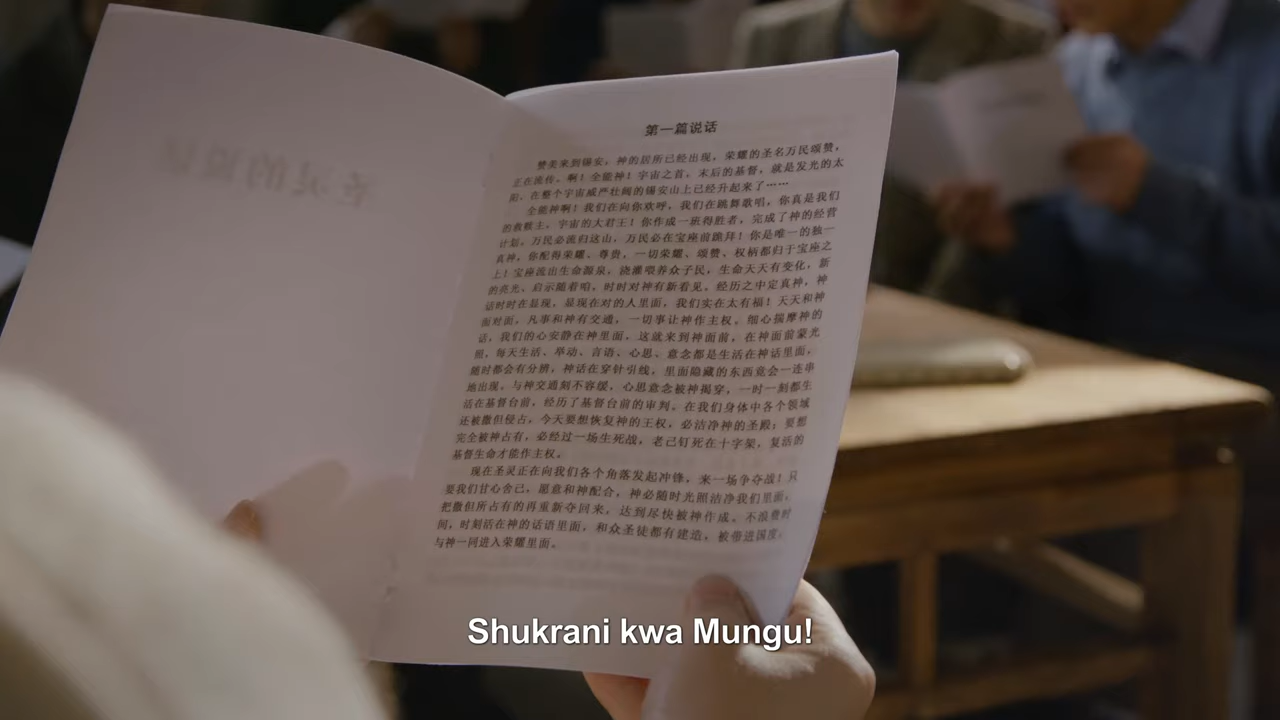 圣灵的说话
第一篇说话
赞美来到锡安，神的居所已经出现，荣耀的圣名万民颂赞，
正在流传。啊！全能神！宇宙之首，末后的基督，就是发光的太
阳，在整个宇宙威严壮阔的锡安山上已经升起来了……
全能神啊！我们在向你欢呼，我们在跳舞歌唱，你真是我们
的救赎主，宇宙的大君王！你作成一班得胜者，完成了神的经营
计划，万民必流归这山，万民必在宝座前跪拜！你是唯一的独一
真神，你配得荣耀、尊贵，一切荣耀、颂赞、权柄都归于宝座之
上！宝座流出生命源泉，浇灌喂养众子民，生命天天有变化，新
的亮光、启示随着咱，时时对神有新看见。经历之中定真神，神
话时时在显现，显现在对的人里面，我们实在太有福！天天和神
面对面，凡事和神有交通，一切事让神作主权，细心揣摩神的
话，我们的心安静在神里面，这就来到神面前，在神面前蒙光
照。每天生活、举动、言语、心思、意念都是生活在神话里面，
随时都会有分辨，神话在穿针引线，里面隐藏的东西竟会一连串
地出现。与神交通刻不容缓，心思意念被神揭穿，一时一刻都生
活在基督台前，经历了基督台前的审判。在我们身体中各个领域
还被撒但侵占，今天要想恢复神的王权，必洁净神的圣殿；要想
完全被神占有，必经过一场生死战，老己钉死在十字架，复活的
基督生命才能作主权。
现在圣灵正在向我们各个角落发起冲锋，来一场争夺战！只
要我们甘心舍己，愿意和神配合，神必随时光照洁净我们里面，
把撒但所占有的再重新夺回来，达到尽快被神作成。不浪费时
间，时刻活在神的话语里面，和众圣徒都有建造，被带进国度，
与神一同进入荣耀里面。
Shukrani kwa Mungu!